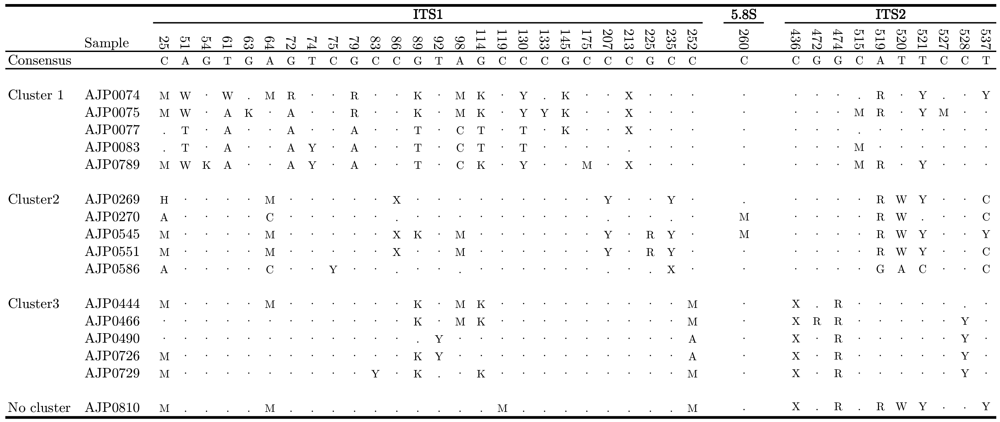 ITS1 5.8S ITS2
Sample 25 51 54 61 63 64 72 74 75 79 83 86 89 92 98 114 119 130 133 145 175 207 213 225 235 252 260 436 472 474 515 519 520 521 527 528 537
Consensus C A G T G A G T C G C C G T A G C C C G C C C G C C C C G G C A T T C C T
Cluster 1 AJP0074 M W · W . M R · · R · · K · M K · Y . K · · X · · · · · · · . R · Y . · Y
AJP0075 M W · A K · A · · R · · K · M K · Y Y K · · X · · · · · · · M R · Y M · ·
AJP0077 . T · A · · A · · A · · T · C T · T · K · · X · · · · · · · . · · · · · ·
AJP0083 . T · A · · A Y · A · · T · C T · T · · · · . · · · · · · · M · · · · · ·
AJP0789 M W K A · · A Y · A · · T · C K · Y · · M · X · · · · · · · M R · Y · · ·
Cluster2 AJP0269 H · · · · M · · · · · X · · · · · · · · · Y · · Y · . · · · · R W Y · · C
AJP0270 A · · · · C · · · · · . · · · · · · · · · . · · . · M · · · · R W . · · C
AJP0545 M · · · · M · · · · · X K · M · · · · · · Y · R Y · M · · · · R W Y · · Y
AJP0551 M · · · · M · · · · · X · · M · · · · · · Y · R Y · · · · · · R W Y · · C
AJP0586 A · · · · C · · Y · · . · · . · · · · · · . · . X · · · · · · G A C · · C
Cluster3 AJP0444 M · · · · M · · · · · · K · M K · · · · · · · · · M · X . R · · · · · . ·
AJP0466 · · · · · · · · · · · · K · M K · · · · · · · · · M · X R R · · · · · Y ·
AJP0490 · · · · · · · · · · · · . Y · · · · · · · · · · · A · X · R · · · · · Y ·
AJP0726 M · · · · · · · · · · · K Y · · · · · · · · · · · A · X · R · · · · · Y ·
AJP0729 M · · · · · · · · · Y · K . · K · · · · · · · · · M · X · R · · · · · Y ·
No cluster AJP0810 M . . . . M . . . . . . . . . . M . . . . . . . . M . X . R . R W Y · · Y